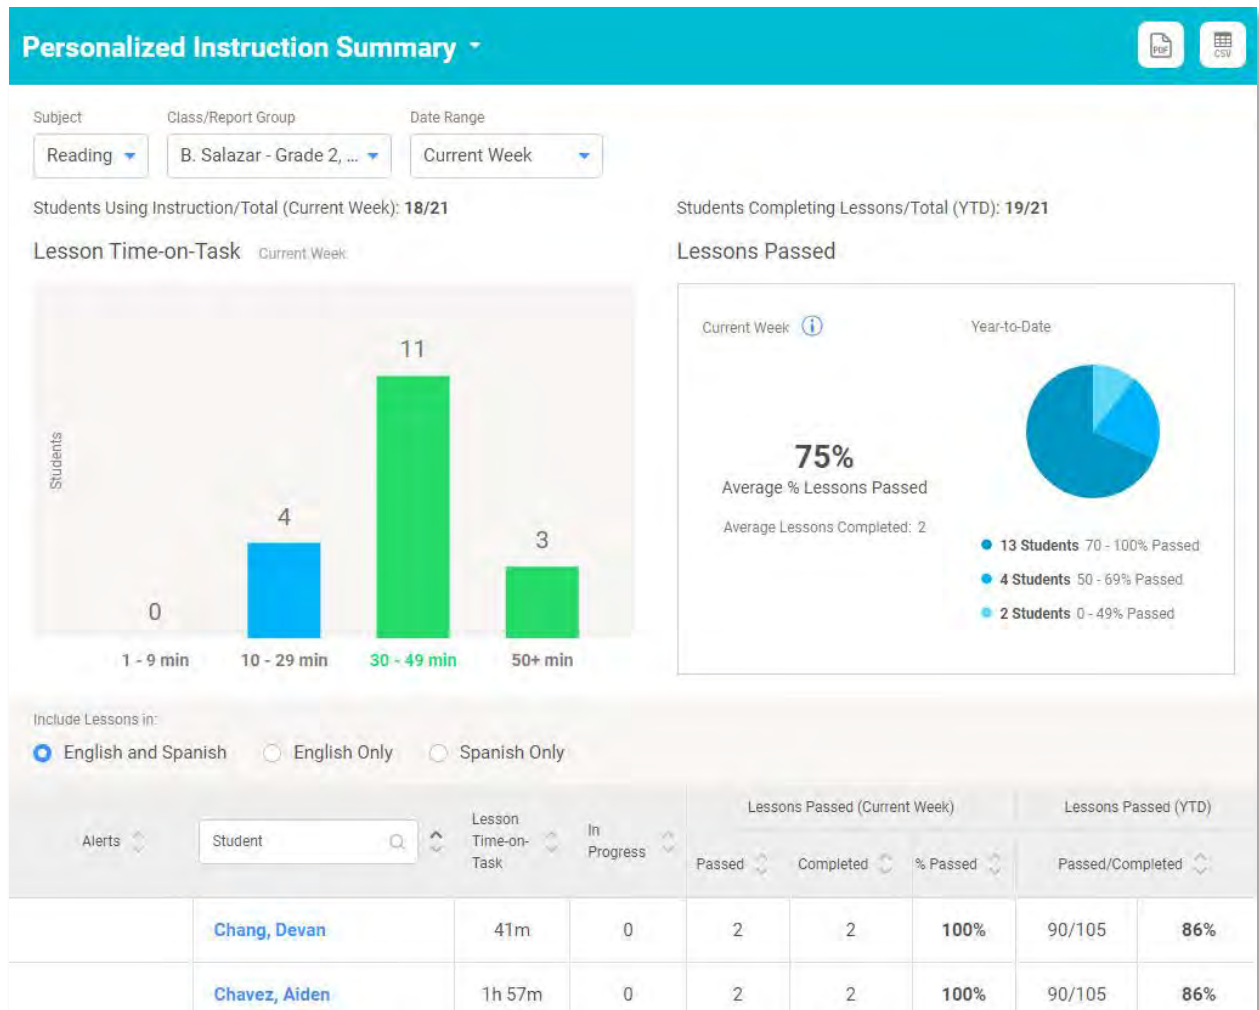 Personalized Instruction Summary
PDF
CSV
Subject
Class/Report Group
Date Range
Reading
B. Salazar - Grade 2, ...
Current Week
Students Using Instruction/Total (Current Week): 18/21
Students Completing Lessons/Total (YTD): 19/21
Lesson Time-on-Task Current Week
Lessons Passed
Students
0
4
11
3
1 - 9 min
10 - 29 min
30 - 49 min
50+ min
Current Week
75%
Average % Lessons Passed
Average Lessons Completed: 2
Year-to-Date
13 Students 70 - 100% Passed
4 Students 50 - 69% Passed
2 Students 0 - 49% Passed
Include Lessons in:
English and Spanish
English Only
Spanish Only
Alerts
Student
Lesson
Time-on-
Task
In
Progress
Lessons Passed (Current Week)
Passed
Completed
% Passed
Lessons Passed (YTD)
Passed/Completed
Chang, Devan 41m 0 2 2 100% 90/105 86%
Chavez, Aiden 1h 57m 0 2 2 100% 90/105 86%